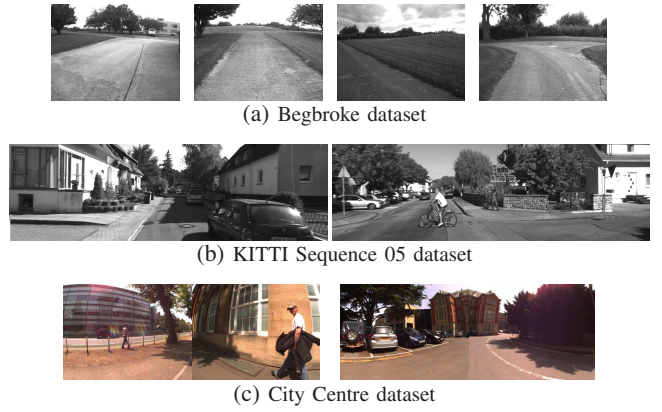 (a) Begbroke dataset
(b) KITTI Sequence 05 dataset
(c) City Centre dataset